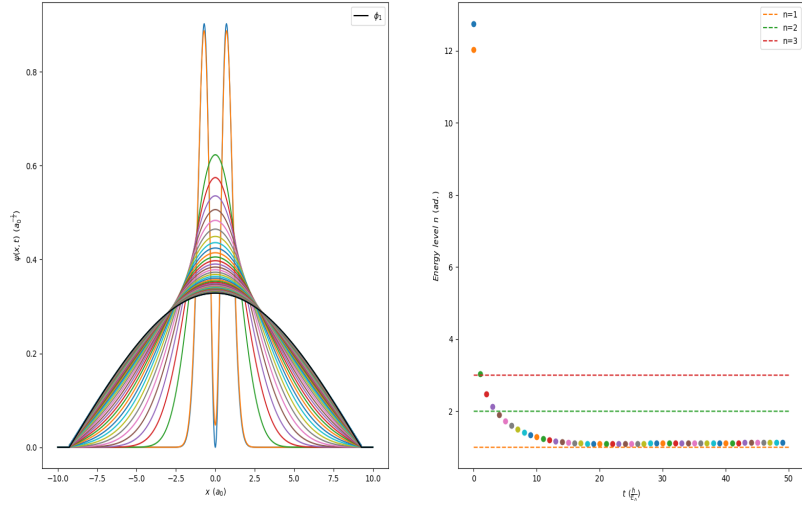 ϕ₁
0.8
0.6
0.4
0.2
0.0
−10.0 −7.5 −5.0 −2.5 0.0 2.5 5.0 7.5 10.0
x (a₀)
φ(x, t) (a₀^{-1/2})
n=1
n=2
n=3
12
10
8
6
4
2
0 10 20 30 40 50
t (ħ/Eₕ)
Energy level n (ad.)